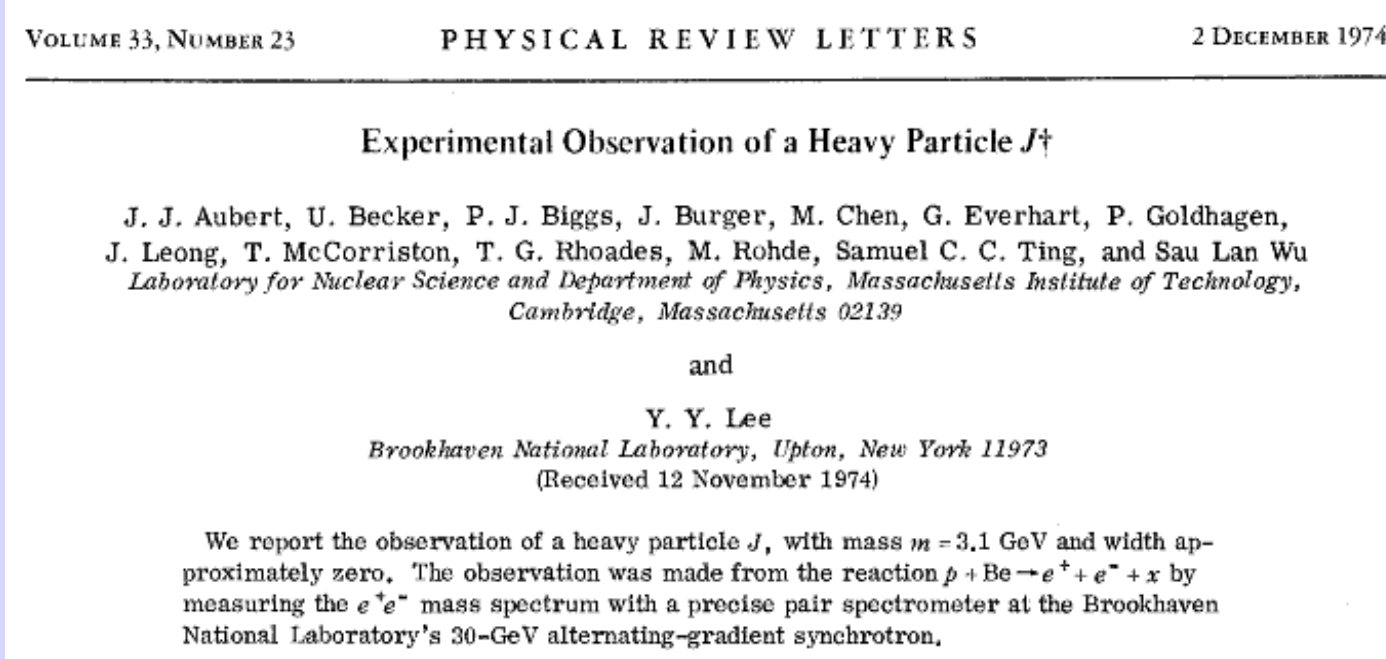 VOLUME 33, NUMBER 23 PHYSICAL REVIEW LETTERS 2 DECEMBER 1974
Experimental Observation of a Heavy Particle J†
J. J. Aubert, U. Becker, P. J. Biggs, J. Burger, M. Chen, G. Everhart, P. Goldhagen,
J. Leong, T. McCorriston, T. G. Rhoades, M. Rohde, Samuel C. C. Ting, and Sau Lan Wu
Laboratory for Nuclear Science and Department of Physics, Massachusetts Institute of Technology,
Cambridge, Massachusetts 02139
and
Y. Y. Lee
Brookhaven National Laboratory, Upton, New York 11973
(Received 12 November 1974)
We report the observation of a heavy particle J, with mass m = 3.1 GeV and width ap-
proximately zero. The observation was made from the reaction p + Be → e⁺ + e⁻ + x by
measuring the e⁺e⁻ mass spectrum with a precise pair spectrometer at the Brookhaven
National Laboratory's 30-GeV alternating-gradient synchrotron.